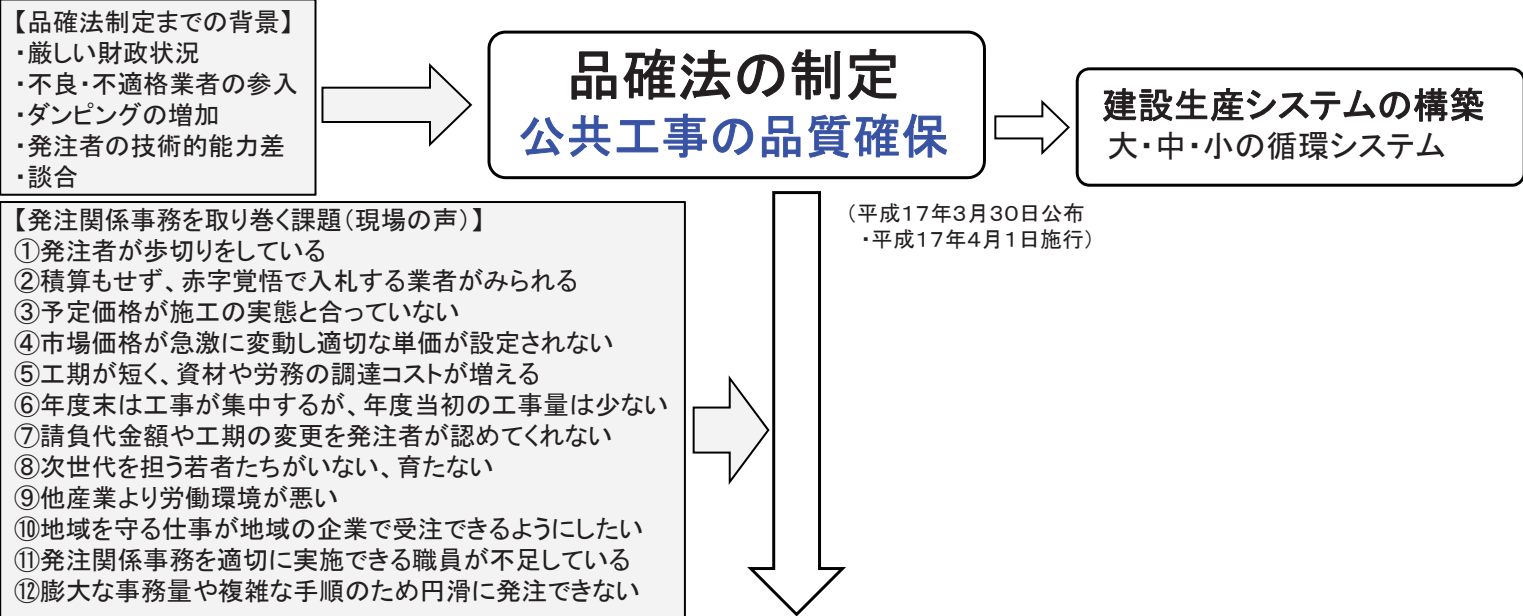 【品確法制定までの背景】
・厳しい財政状況
・不良・不適格業者の参入
・ダンピングの増加
・発注者の技術的能力差
・談合
品確法の制定
公共工事の品質確保
建設生産システムの構築
大・中・小の循環システム
(平成17年3月30日公布
・平成17年4月1日施行)
【発注関係事務を取り巻く課題(現場の声)】
①発注者が歩切りをしている
②積算もせず、赤字覚悟で入札する業者がみられる
③予定価格が施工の実態と合っていない
④市場価格が急激に変動し適切な単価が設定されない
⑤工期が短く、資材や労務の調達コストが増える
⑥年度末は工事が集中するが、年度当初の工事量は少ない
⑦請負代金額や工期の変更を発注者が認めてくれない
⑧次世代を担う若者たちがいない、育たない
⑨他産業より労働環境が悪い
⑩地域を守る仕事が地域の企業で受注できるようにしたい
⑪発注関係事務を適切に実施できる職員が不足している
⑫膨大な事務量や複雑な手順のため円滑に発注できない